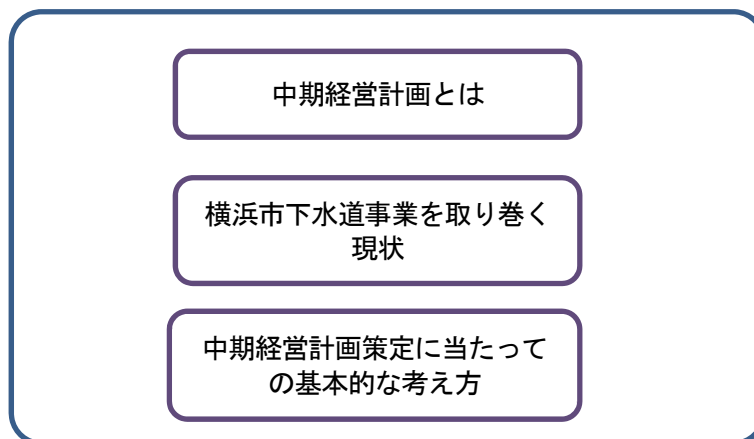 中期経営計画とは
横浜市下水道事業を取り巻く
現状
中期経営計画策定に当たって
の基本的な考え方